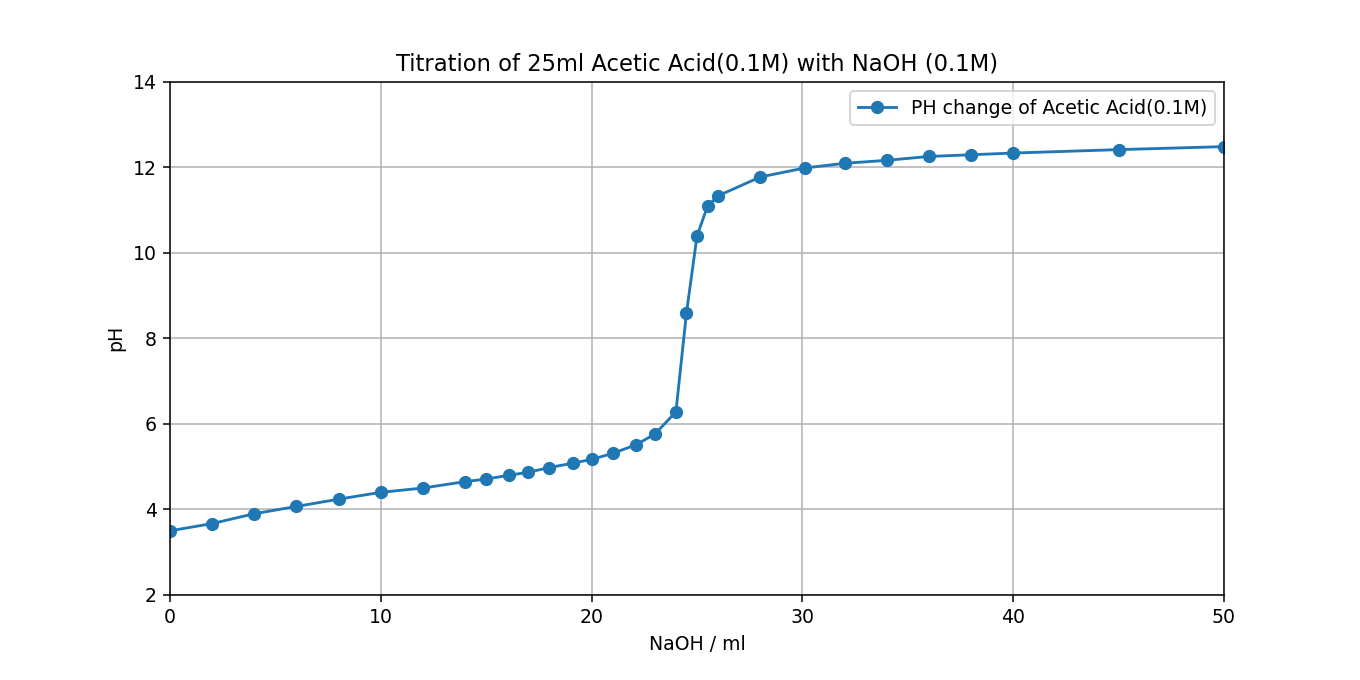 Titration of 25ml Acetic Acid(0.1M) with NaOH (0.1M)
PH change of Acetic Acid(0.1M)
14
12
10
8
6
4
2
pH
0 10 20 30 40 50
NaOH / ml